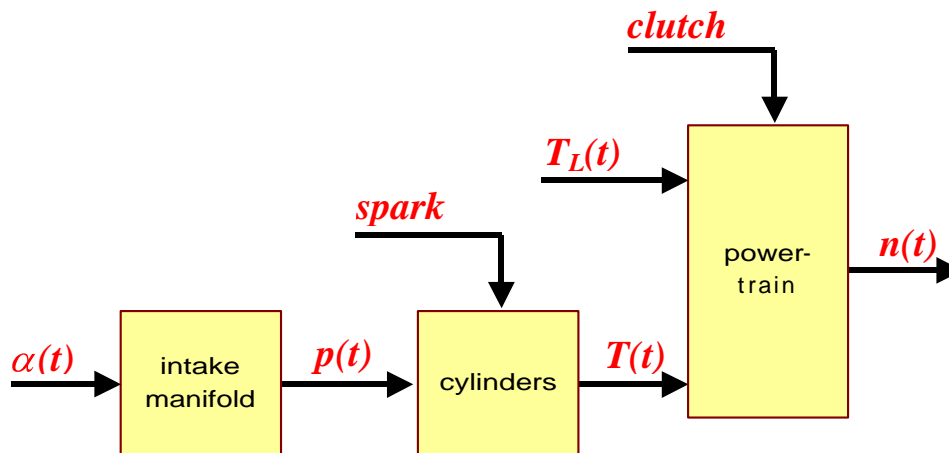 clutch
T_L(t)
spark
power-
train
n(t)
α(t)
intake
manifold
p(t)
cylinders
T(t)